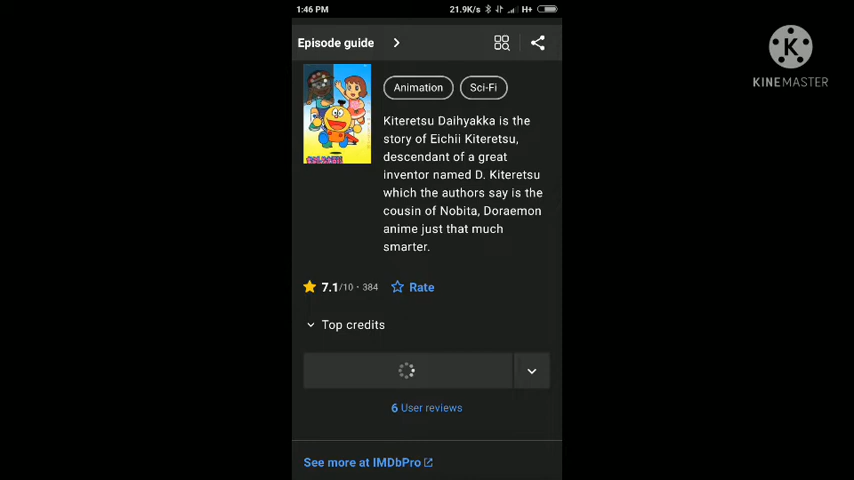 1:46 PM
21.9K/s
H+
Episode guide
K
KINEMASTER
Animation
Sci-Fi
Kiteretsu Daihyakka is the
story of Eichii Kiteretsu,
descendant of a great
inventor named D. Kiteretsu
which the authors say is the
cousin of Nobita, Doraemon
anime just that much
smarter.
7.1/10 · 384
Rate
Top credits
6 User reviews
See more at IMDbPro